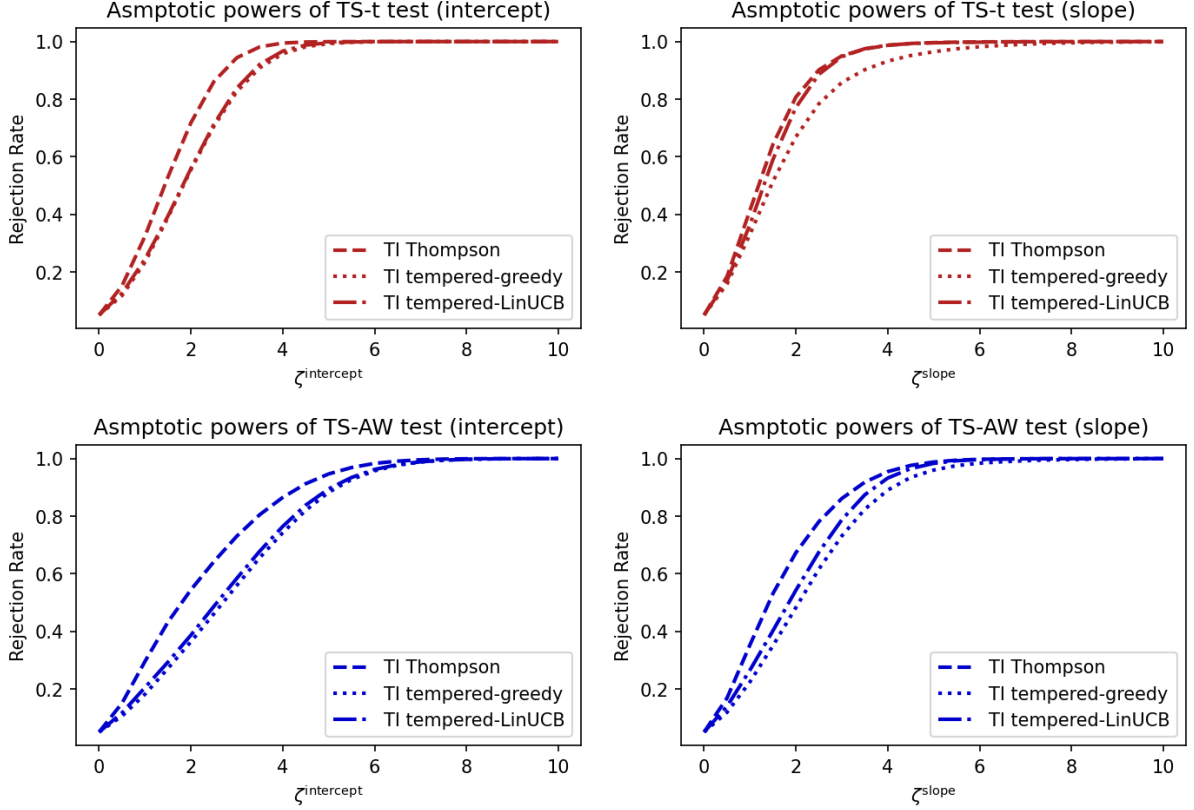 Asmptotic powers of TS-t test (intercept)
Rejection Rate
1.0
0.8
0.6
0.4
0.2
TI Thompson
TI tempered-greedy
TI tempered-LinUCB
0 2 4 6 8 10
ζ^intercept
Asmptotic powers of TS-t test (slope)
Rejection Rate
1.0
0.8
0.6
0.4
0.2
TI Thompson
TI tempered-greedy
TI tempered-LinUCB
0 2 4 6 8 10
ζ^slope
Asmptotic powers of TS-AW test (intercept)
Rejection Rate
1.0
0.8
0.6
0.4
0.2
TI Thompson
TI tempered-greedy
TI tempered-LinUCB
0 2 4 6 8 10
ζ^intercept
Asmptotic powers of TS-AW test (slope)
Rejection Rate
1.0
0.8
0.6
0.4
0.2
TI Thompson
TI tempered-greedy
TI tempered-LinUCB
0 2 4 6 8 10
ζ^slope